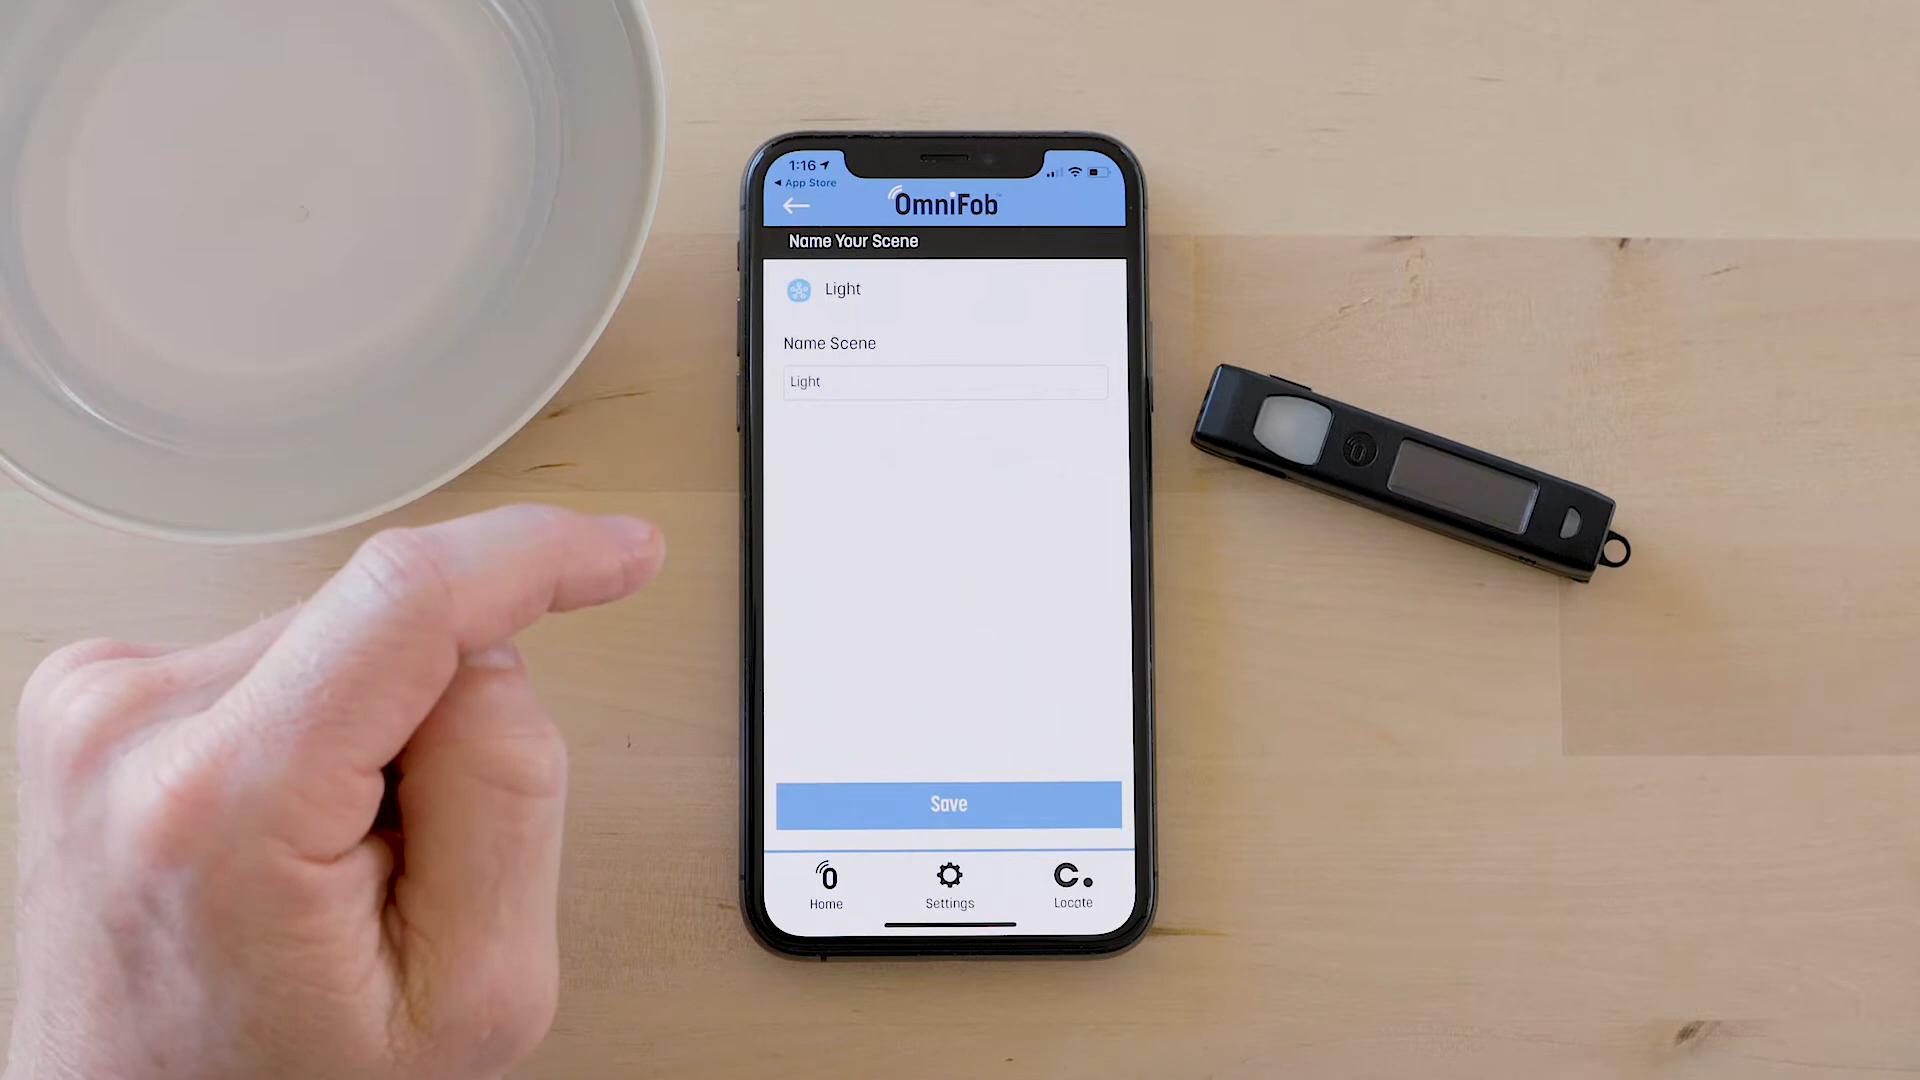 1:16
App Store
OmniFob
Name Your Scene
Light
Name Scene
Light
Save
Home
Settings
Locate